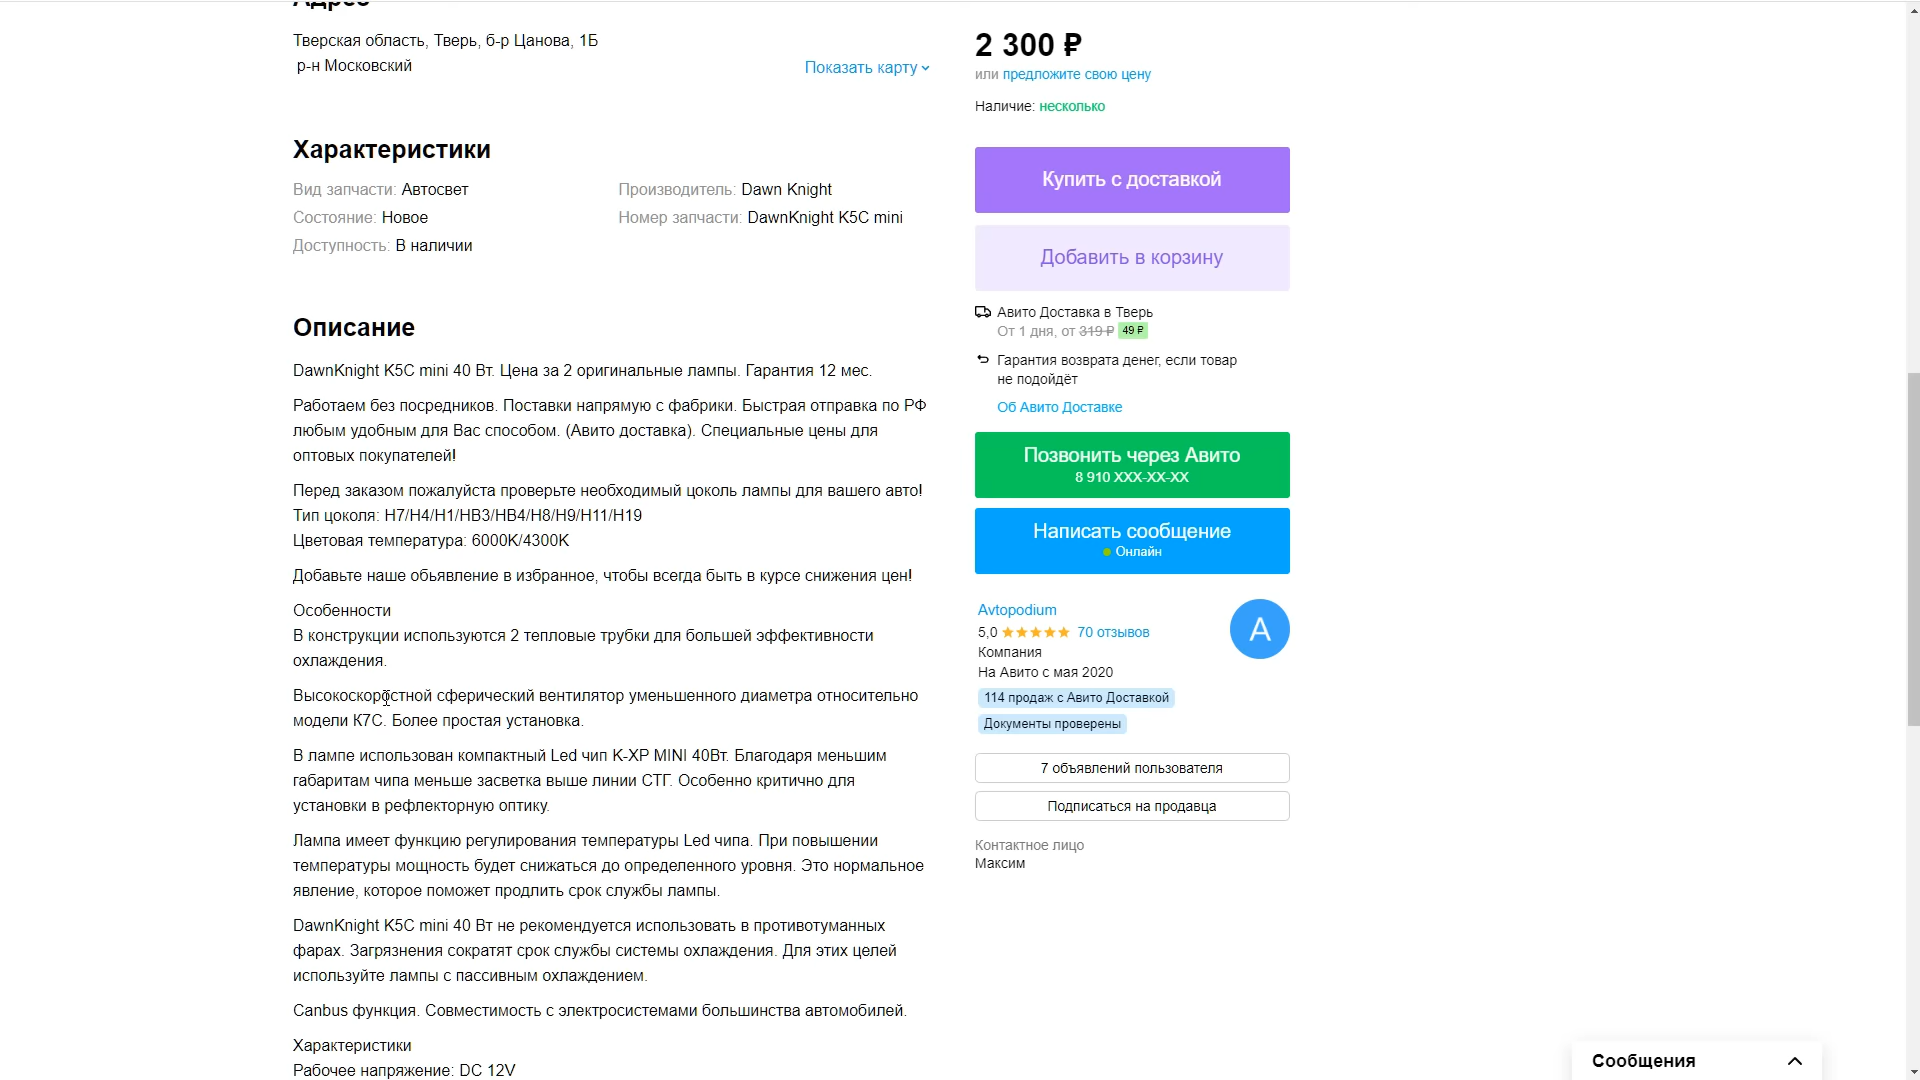 Адрес
Тверская область, Тверь, б-р Цанова, 1Б
р-н Московский
Показать карту
Характеристики
Вид запчасти: Автосвет
Производитель: Dawn Knight
Состояние: Новое
Номер запчасти: DawnKnight K5C mini
Доступность: В наличии
Описание
DawnKnight K5C mini 40 Вт. Цена за 2 оригинальные лампы. Гарантия 12 мес.
Работаем без посредников. Поставки напрямую с фабрики. Быстрая отправка по РФ
любым удобным для Вас способом. (Авито доставка). Специальные цены для
оптовых покупателей!
Перед заказом пожалуйста проверьте необходимый цоколь лампы для вашего авто!
Тип цоколя: H7/H4/H1/HB3/HB4/H8/H9/H11/H19
Цветовая температура: 6000K/4300K
Добавьте наше обьявление в избранное, чтобы всегда быть в курсе снижения цен!
Особенности
В конструкции используются 2 тепловые трубки для большей эффективности
охлаждения.
Высокоскоростной сферический вентилятор уменьшенного диаметра относительно
модели К7С. Более простая установка.
В лампе использован компактный Led чип K-XP MINI 40Вт. Благодаря меньшим
габаритам чипа меньше засветка выше линии СТГ. Особенно критично для
установки в рефлекторную оптику.
Лампа имеет функцию регулирования температуры Led чипа. При повышении
температуры мощность будет снижаться до определенного уровня. Это нормальное
явление, которое поможет продлить срок службы лампы.
DawnKnight K5C mini 40 Вт не рекомендуется использовать в противотуманных
фарах. Загрязнения сократят срок службы системы охлаждения. Для этих целей
используйте лампы с пассивным охлаждением.
Canbus функция. Совместимость с электросистемами большинства автомобилей.
Характеристики
Рабочее напряжение: DC 12V
2 300 ₽
или предложите свою цену
Наличие: несколько
Купить с доставкой
Добавить в корзину
Авито Доставка в Тверь
От 1 дня, от 319 ₽ 49 ₽
Гарантия возврата денег, если товар
не подойдёт
Об Авито Доставке
Позвонить через Авито
8 910 XXX-XX-XX
Написать сообщение
Онлайн
Avtopodium
5,0 ★★★★★ 70 отзывов
Компания
На Авито с мая 2020
114 продаж с Авито Доставкой
Документы проверены
A
7 объявлений пользователя
Подписаться на продавца
Контактное лицо
Максим
Сообщения